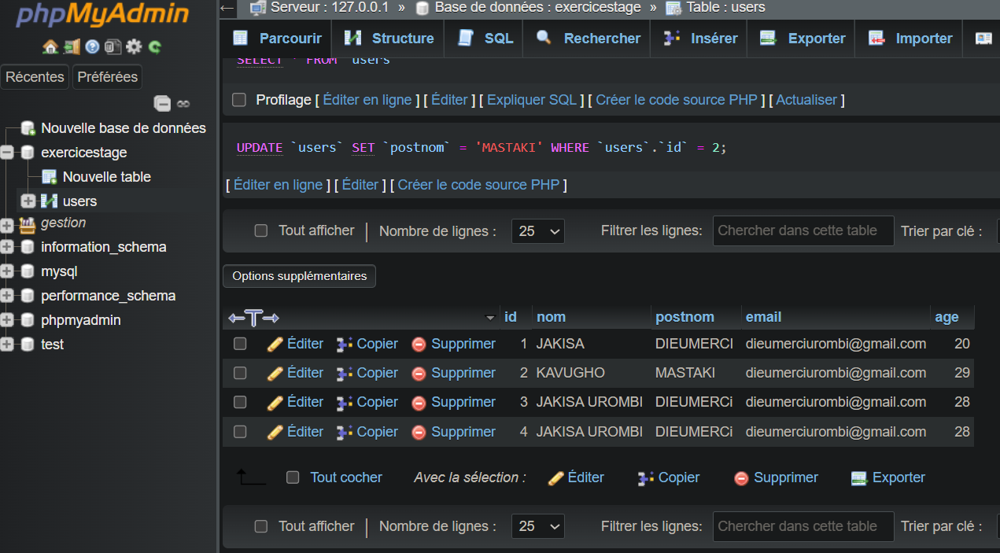 phpMyAdmin
Récentes Préférées
Nouvelle base de données
exercicestage
Nouvelle table
users
gestion
information_schema
mysql
performance_schema
phpmyadmin
test
← Serveur : 127.0.0.1 » Base de données : exercicestage » Table : users
Parcourir Structure SQL Rechercher Insérer Exporter Importer
SELECT * FROM `users`
Profilage [ Éditer en ligne ] [ Éditer ] [ Expliquer SQL ] [ Créer le code source PHP ] [ Actualiser ]
UPDATE `users` SET `postnom` = 'MASTAKI' WHERE `users`.`id` = 2;
[ Éditer en ligne ] [ Éditer ] [ Créer le code source PHP ]
Tout afficher | Nombre de lignes : 25 Filtrer les lignes: Chercher dans cette table Trier par clé :
Options supplémentaires
←T→ id nom postnom email age
Éditer Copier Supprimer 1 JAKISA DIEUMERCI dieumerciurombi@gmail.com 20
Éditer Copier Supprimer 2 KAVUGHO MASTAKI dieumerciurombi@gmail.com 29
Éditer Copier Supprimer 3 JAKISA UROMBI DIEUMERCi dieumerciurombi@gmail.com 28
Éditer Copier Supprimer 4 JAKISA UROMBI DIEUMERCi dieumerciurombi@gmail.com 28
Tout cocher Avec la sélection : Éditer Copier Supprimer Exporter
Tout afficher | Nombre de lignes : 25 Filtrer les lignes: Chercher dans cette table Trier par clé :